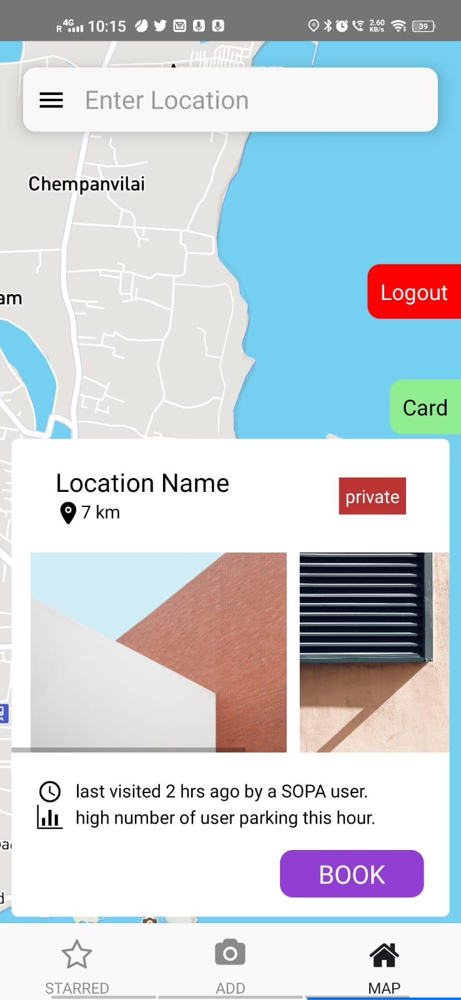 R 4G 10:15 2.60 KB/s 39
Enter Location
Chempanvilai
am
Logout
Card
Location Name
private
7 km
last visited 2 hrs ago by a SOPA user.
high number of user parking this hour.
BOOK
STARRED ADD MAP